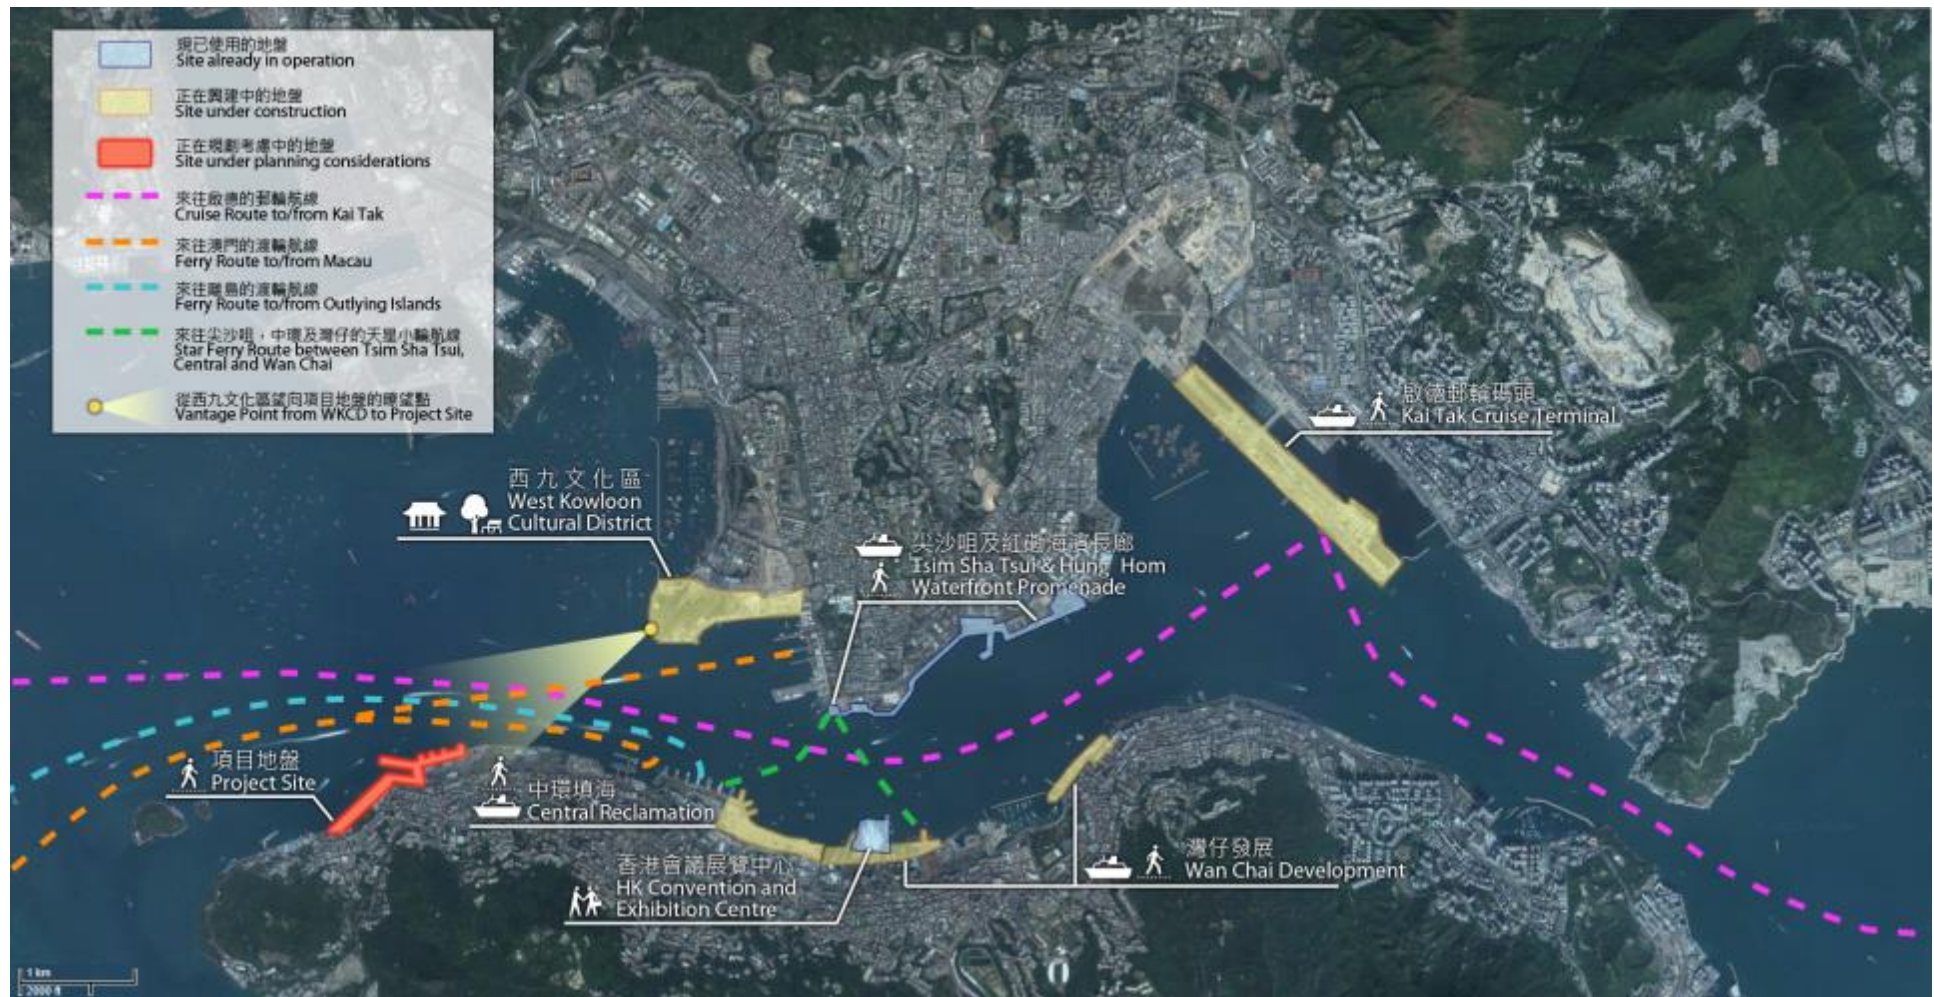 現已使用的地盤
Site already in operation
正在興建中的地盤
Site under construction
正在規劃考慮中的地盤
Site under planning considerations
來往啟德的郵輪航線
Cruise Route to/from Kai Tak
來往澳門的渡輪航線
Ferry Route to/from Macau
來往離島的渡輪航線
Ferry Route to/from Outlying Islands
來往尖沙咀，中環及灣仔的天星小輪航線
Star Ferry Route between Tsim Sha Tsui,
Central and Wan Chai
從西九文化區望向項目地盤的瞭望點
Vantage Point from WKCD to Project Site
啟德郵輪碼頭
Kai Tak Cruise Terminal
西九文化區
West Kowloon
Cultural District
尖沙咀及紅磡海濱長廊
Tsim Sha Tsui & Hung Hom
Waterfront Promenade
項目地盤
Project Site
中環填海
Central Reclamation
香港會議展覽中心
HK Convention and
Exhibition Centre
灣仔發展
Wan Chai Development
1 km
2000 ft